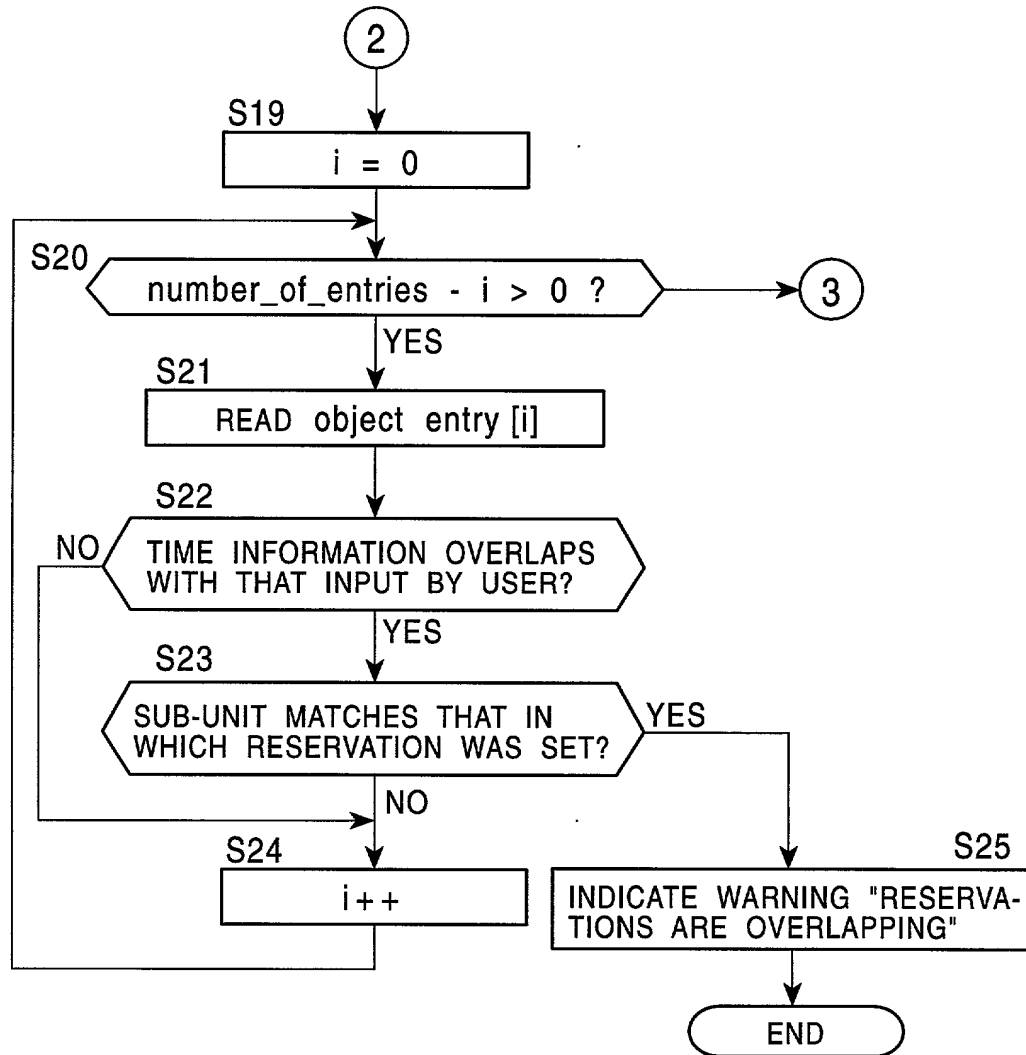 2
S19
i = 0
S20
number_of_entries - i > 0 ?
3
YES
S21
READ object entry [i]
S22
NO
TIME INFORMATION OVERLAPS
WITH THAT INPUT BY USER?
YES
S23
SUB-UNIT MATCHES THAT IN
WHICH RESERVATION WAS SET?
YES
NO
S24
i++
S25
INDICATE WARNING "RESERVA-
TIONS ARE OVERLAPPING"
END